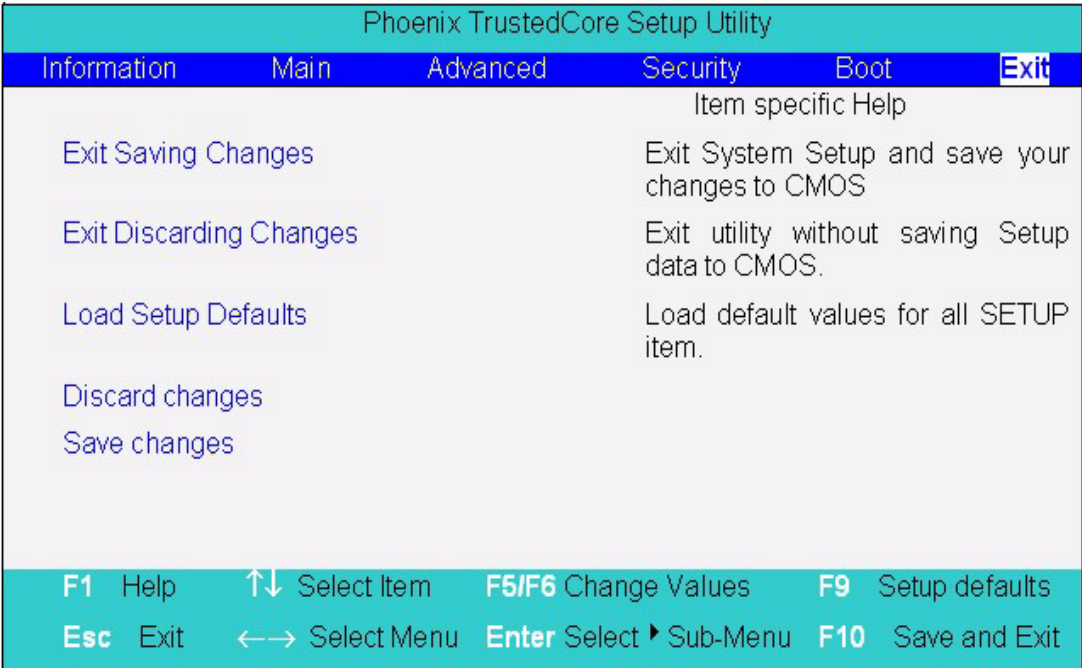 Phoenix TrustedCore Setup Utility
Information Main Advanced Security Boot Exit
Item specific Help
Exit Saving Changes
Exit System Setup and save your
changes to CMOS
Exit Discarding Changes
Exit utility without saving Setup
data to CMOS.
Load Setup Defaults
Load default values for all SETUP
item.
Discard changes
Save changes
F1 Help ↑↓ Select Item F5/F6 Change Values F9 Setup defaults
Esc Exit ←→ Select Menu Enter Select ▸ Sub-Menu F10 Save and Exit